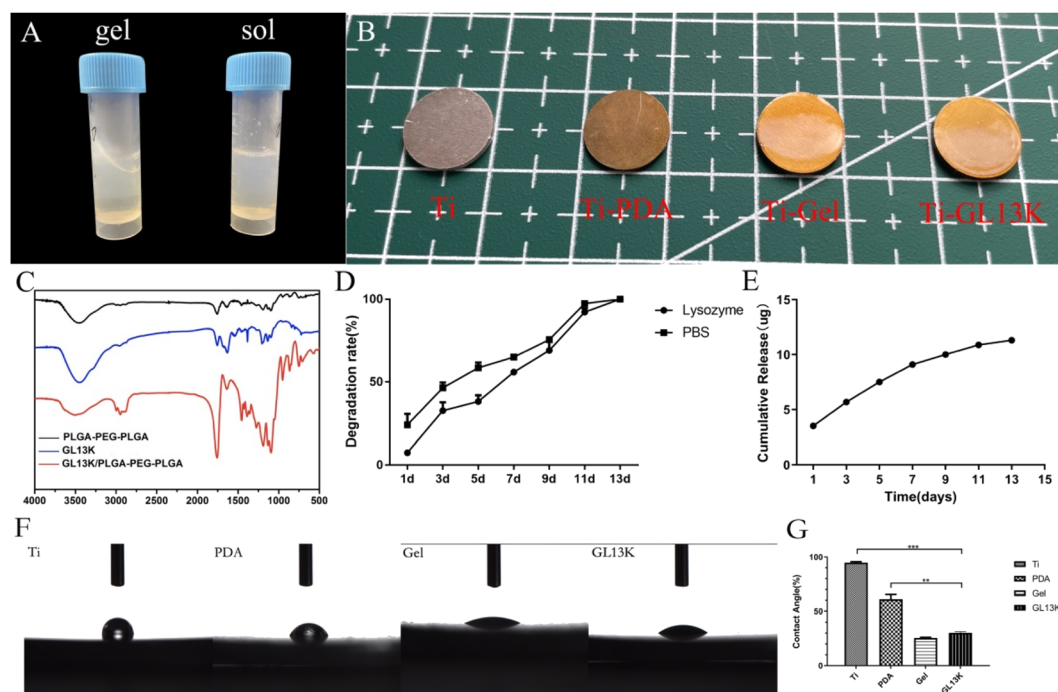 A
gel
sol
B
Ti
Ti-PDA
Ti-Gel
Ti-GL13K
C
PLGA-PEG-PLGA
GL13K
GL13K/PLGA-PEG-PLGA
4000 3500 3000 2500 2000 1500 1000 500
D
Degradation rate(%)
100
50
0
1d 3d 5d 7d 9d 11d 13d
Lysozyme
PBS
E
Cumulative Release(ug)
15
10
5
0
1 3 5 7 9 11 13 15
Time(days)
F
Ti
PDA
Gel
GL13K
G
Contact Angle(%)
100
50
0
***
**
Ti
PDA
Gel
GL13K
Ti
PDA
Gel
GL13K